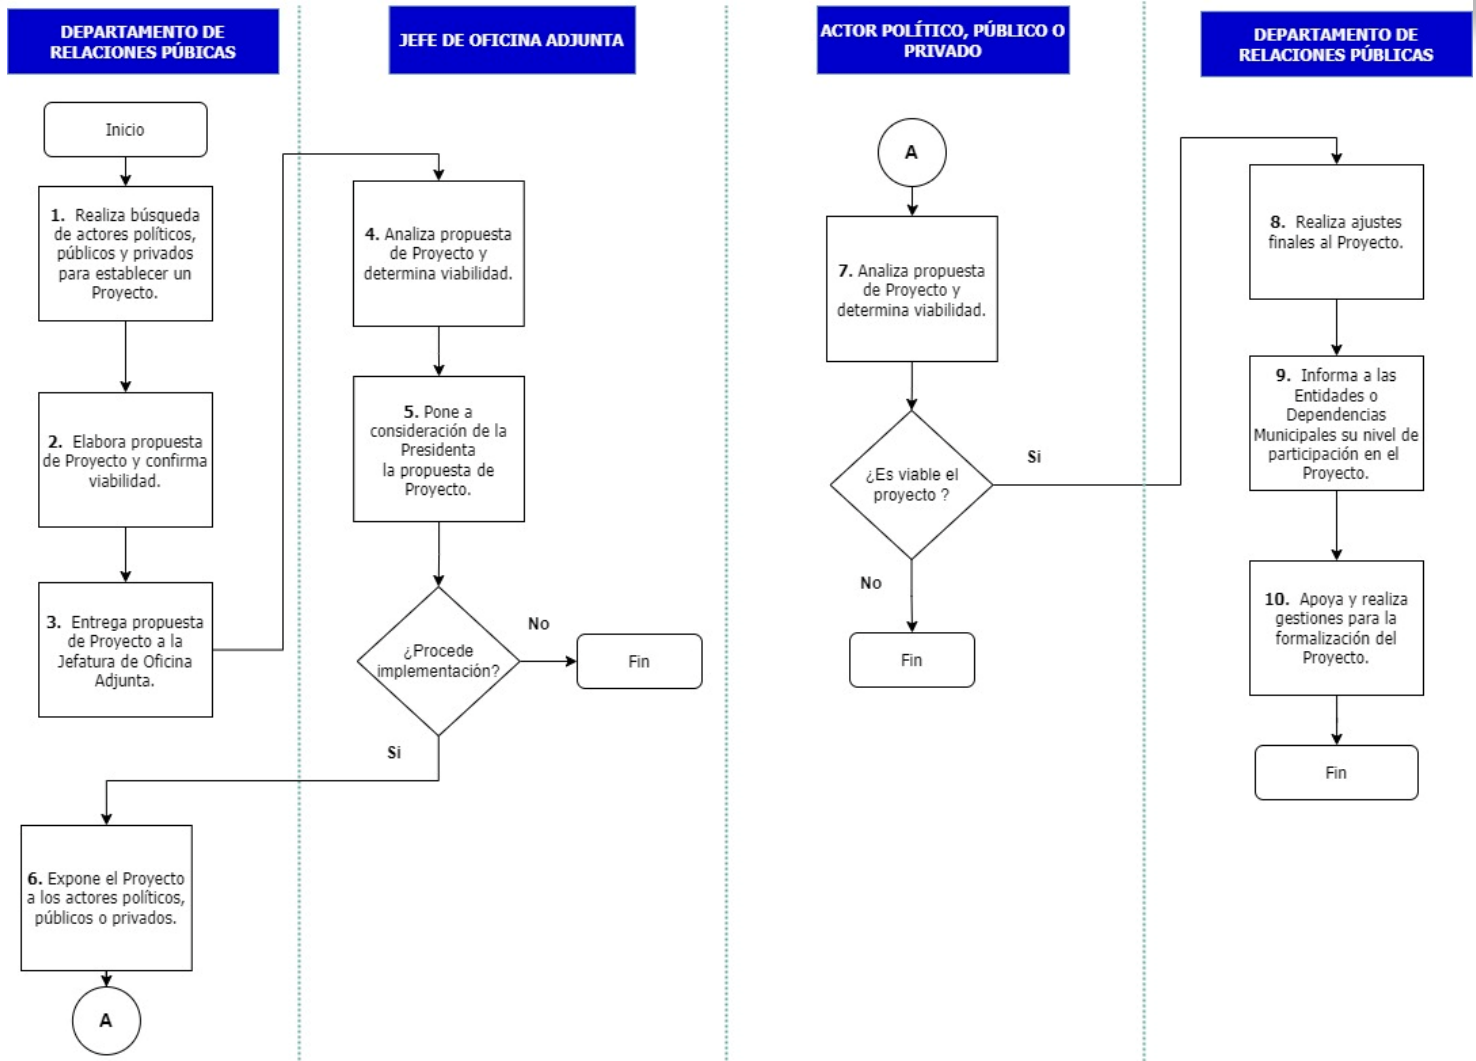 DEPARTAMENTO DE
RELACIONES PÚBICAS
Inicio
1. Realiza búsqueda
de actores políticos,
públicos y privados
para establecer un
Proyecto.
2. Elabora propuesta
de Proyecto y confirma
viabilidad.
3. Entrega propuesta
de Proyecto a la
Jefatura de Oficina
Adjunta.
6. Expone el Proyecto
a los actores políticos,
públicos o privados.
A
JEFE DE OFICINA ADJUNTA
4. Analiza propuesta
de Proyecto y
determina viabilidad.
5. Pone a
consideración de la
Presidenta
la propuesta de
Proyecto.
¿Procede
implementación?
No
Fin
Si
ACTOR POLÍTICO, PÚBLICO O
PRIVADO
A
7. Analiza propuesta
de Proyecto y
determina viabilidad.
¿Es viable el
proyecto ?
Si
No
Fin
DEPARTAMENTO DE
RELACIONES PÚBLICAS
8. Realiza ajustes
finales al Proyecto.
9. Informa a las
Entidades o
Dependencias
Municipales su nivel de
participación en el
Proyecto.
10. Apoya y realiza
gestiones para la
formalización del
Proyecto.
Fin